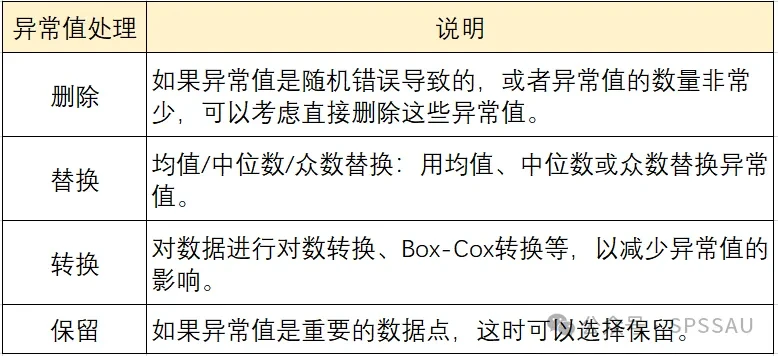 异常值处理 说明
删除
如果异常值是随机错误导致的，或者异常值的数量非常
少，可以考虑直接删除这些异常值。
替换
均值/中位数/众数替换：用均值、中位数或众数替换异常
值。
转换
对数据进行对数转换、Box-Cox转换等，以减少异常值的
影响。
保留 如果异常值是重要的数据点，这时可以选择保留。
公众号·SPSSAU